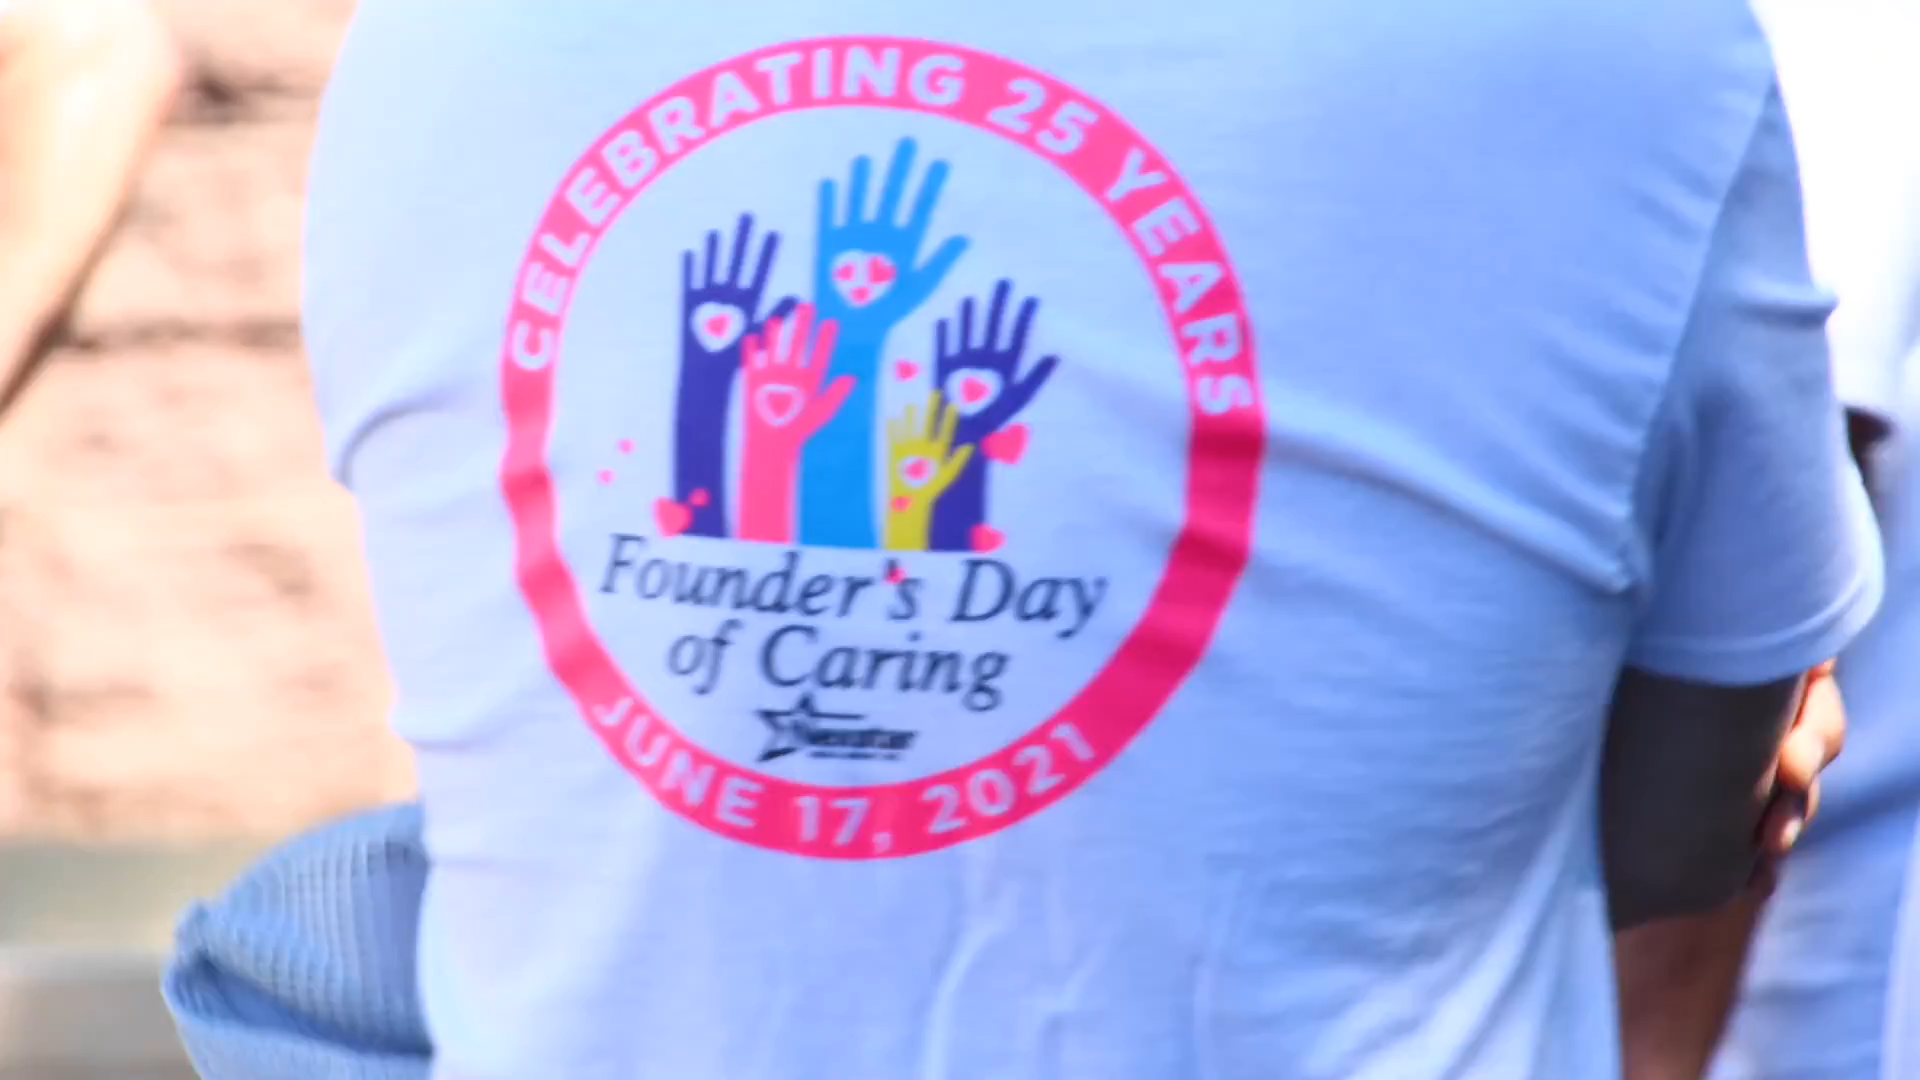 CELEBRATING 25 YEARS
Founder's Day
of Caring
JUNE 17, 2021